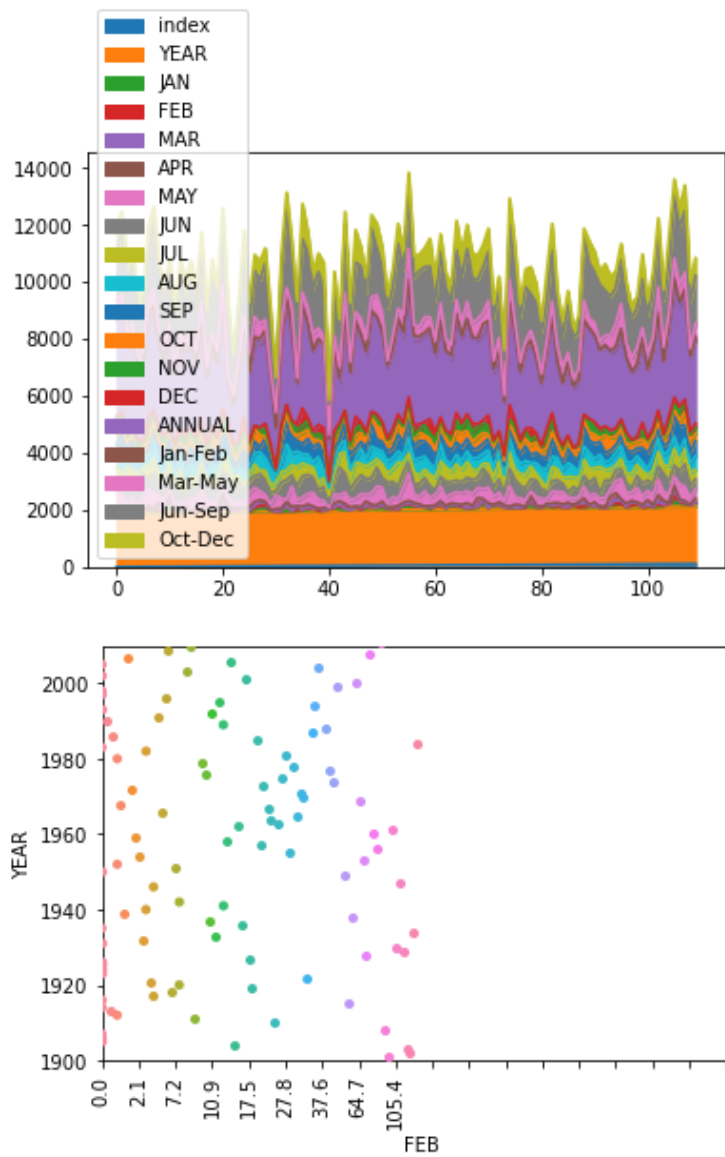 index
YEAR
JAN
FEB
MAR
APR
MAY
JUN
JUL
AUG
SEP
OCT
NOV
DEC
ANNUAL
Jan-Feb
Mar-May
Jun-Sep
Oct-Dec
14000
12000
10000
8000
6000
4000
2000
0
0 20 40 60 80 100
2000
1980
1960
1940
1920
1900
YEAR
0.0 2.1 7.2 10.9 17.5 27.8 37.6 64.7 105.4
FEB